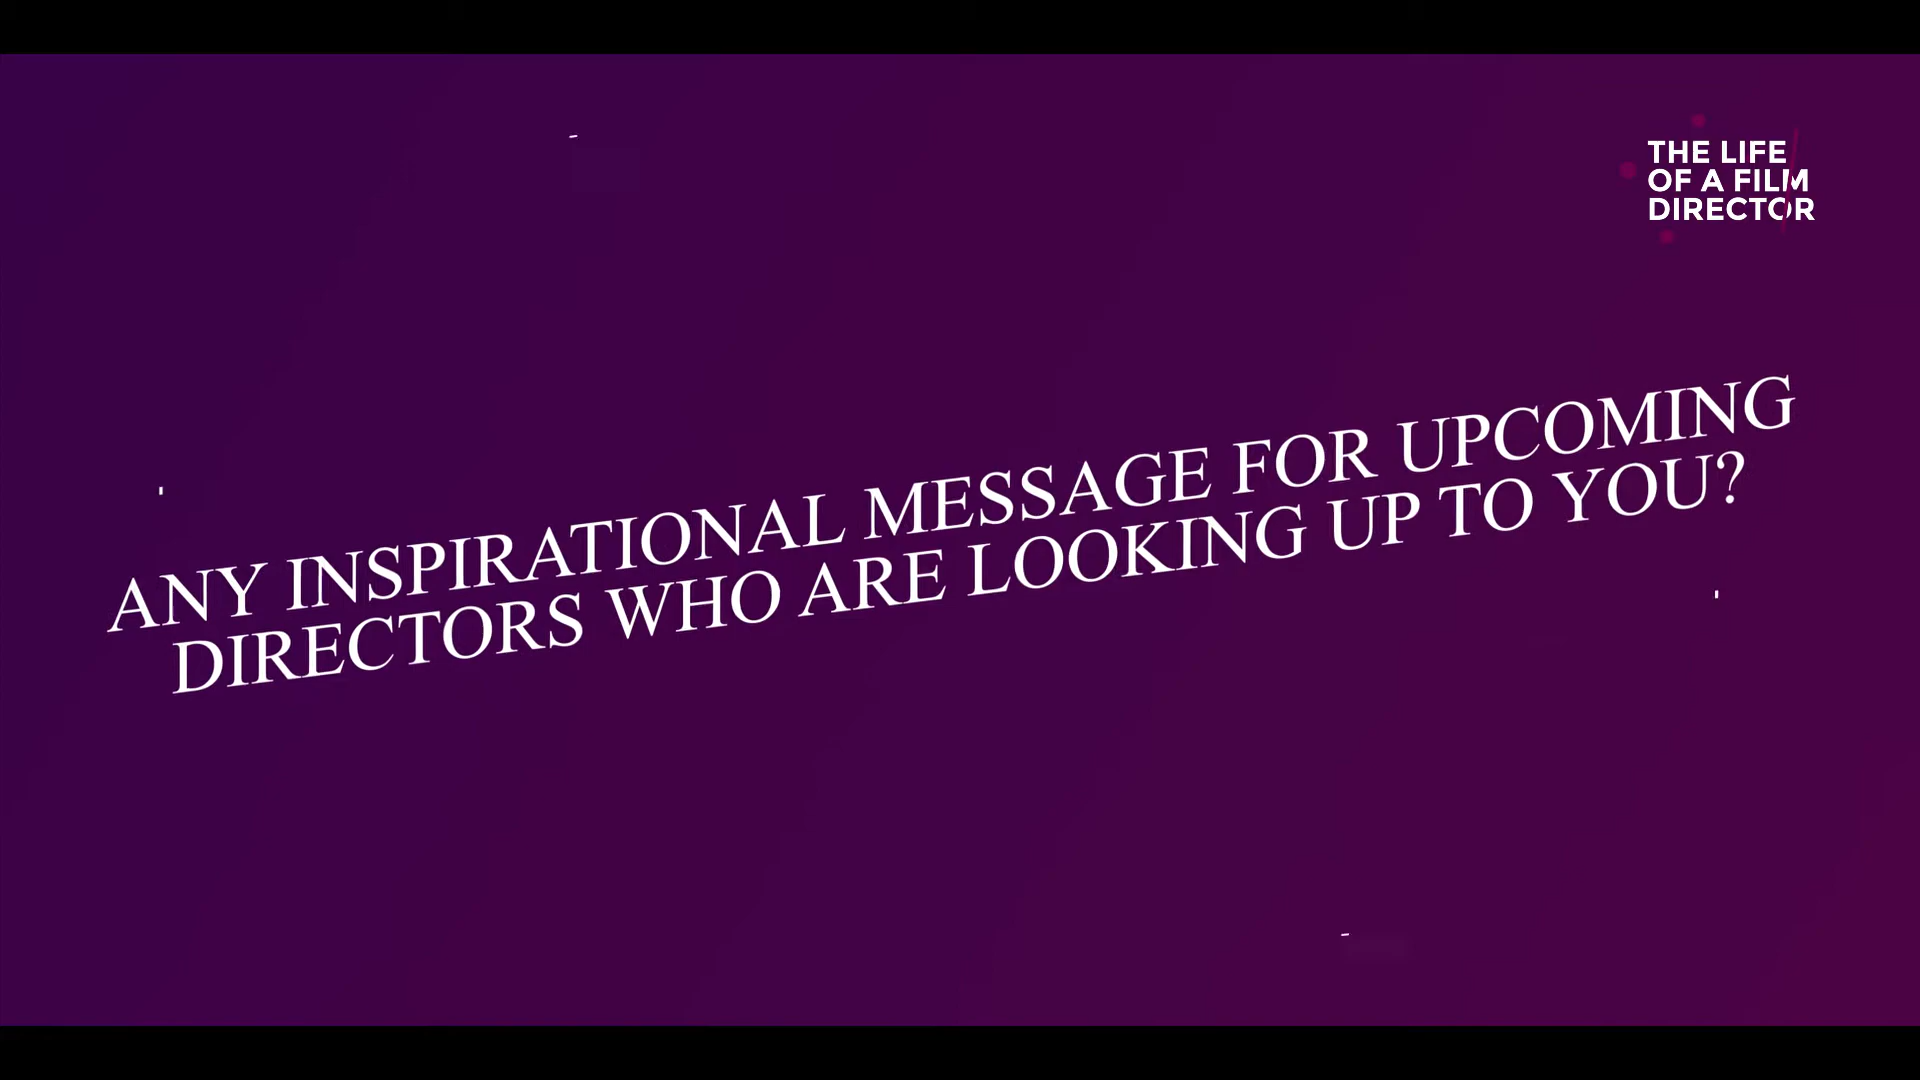 THE LIFE
OF A FILM
DIRECTOR
ANY INSPIRATIONAL MESSAGE FOR UPCOMING
DIRECTORS WHO ARE LOOKING UP TO YOU?